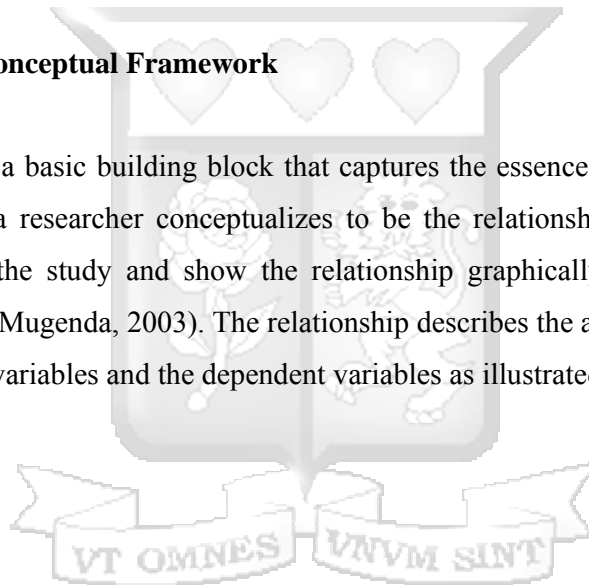 onceptual Framework
a basic building block that captures the essence
a researcher conceptualizes to be the relationsh
the study and show the relationship graphically
Mugenda, 2003). The relationship describes the a
variables and the dependent variables as illustrated
VT OMNES VNVM SINT